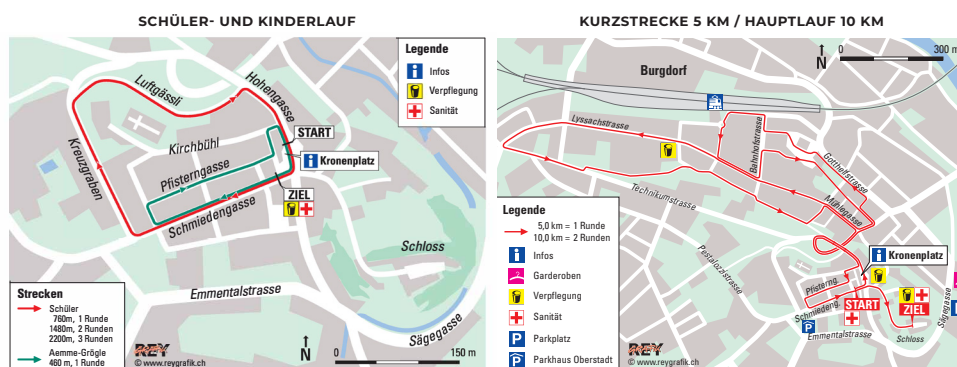 SCHÜLER- UND KINDERLAUF
Legende
Infos
Verpflegung
Sanität
Luftgässli
Hohengasse
START
Kirchbühl
Kronenplatz
Kreuzgraben
Pfisterngasse
ZIEL
Schmiedengasse
Schloss
Emmentalstrasse
Sägegasse
Strecken
Schüler
760m, 1 Runde
1480m, 2 Runden
2200m, 3 Runden
Aemme-Grögle
460 m, 1 Runde
REY
© www.reygrafik.ch
N
0 150 m
KURZSTRECKE 5 KM / HAUPTLAUF 10 KM
N
0 300 m
Burgdorf
Lyssachstrasse
Bahnhofstrasse
Gotthelfstrasse
Technikumstrasse
Mühlegasse
Pestalozzistrasse
Kronenplatz
Pfisterng.
Schmiedeng.
START
ZIEL
Emmentalstrasse
Schloss
Sägegasse
Legende
5,0 km = 1 Runde
10,0 km = 2 Runden
Infos
Garderoben
Verpflegung
Sanität
P Parkplatz
P Parkhaus Oberstadt
P
REY
© www.reygrafik.ch